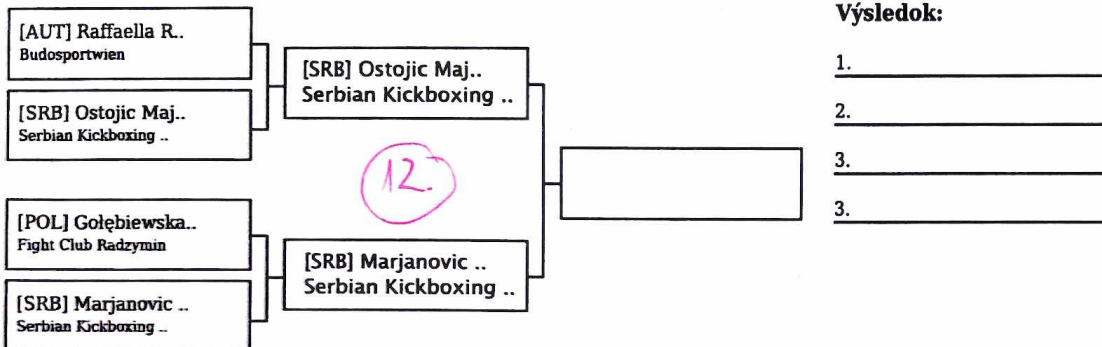 [AUT] Raffaella R..
Budosportwien
[SRB] Ostojic Maj..
Serbian Kickboxing ..
[POL] Gołębiewska..
Fight Club Radzymin
[SRB] Marjanovic ..
Serbian Kickboxing ..
[SRB] Ostojic Maj..
Serbian Kickboxing ..
12.
[SRB] Marjanovic ..
Serbian Kickboxing ..
Výsledok:
1.
2.
3.
3.